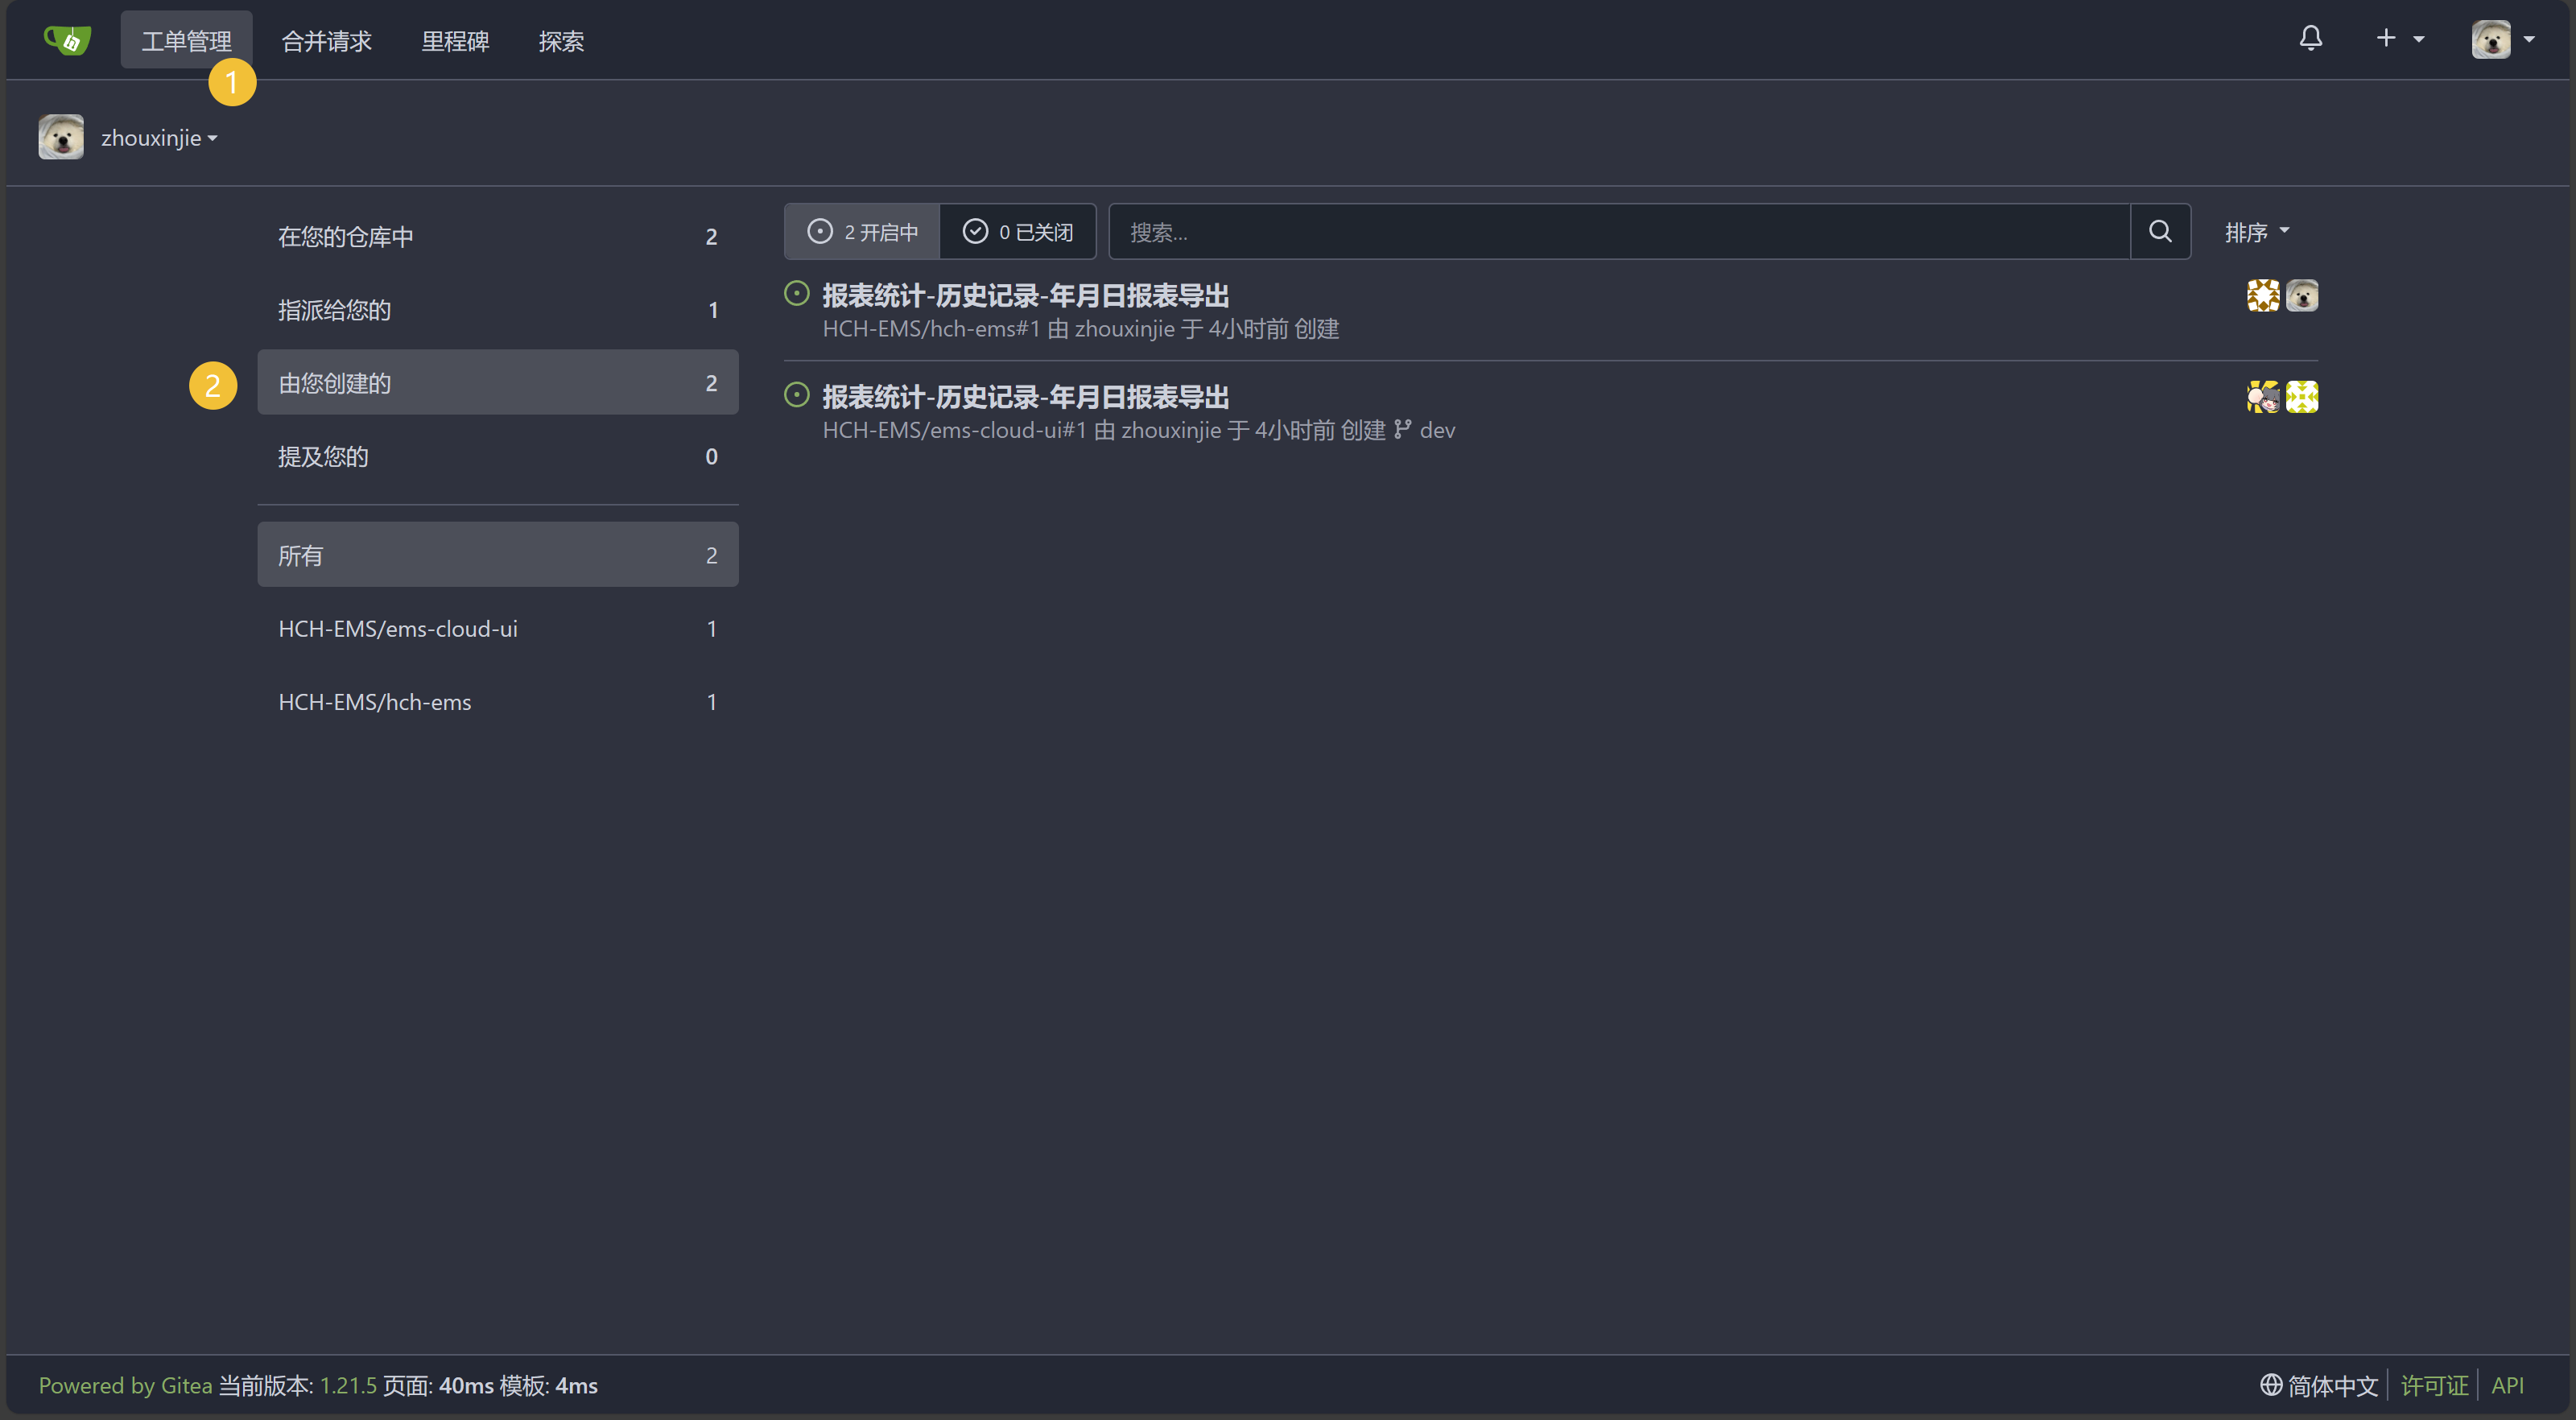 工单管理 合并请求 里程碑 探索
1
zhouxinjie
在您的仓库中 2
指派给您的 1
2 由您创建的 2
提及您的 0
所有 2
HCH-EMS/ems-cloud-ui 1
HCH-EMS/hch-ems 1
2 开启中 0 已关闭 搜索... 排序
报表统计-历史记录-年月日报表导出
HCH-EMS/hch-ems#1 由 zhouxinjie 于 4小时前 创建
报表统计-历史记录-年月日报表导出
HCH-EMS/ems-cloud-ui#1 由 zhouxinjie 于 4小时前 创建 dev
Powered by Gitea 当前版本: 1.21.5 页面: 40ms 模板: 4ms 简体中文 许可证 API